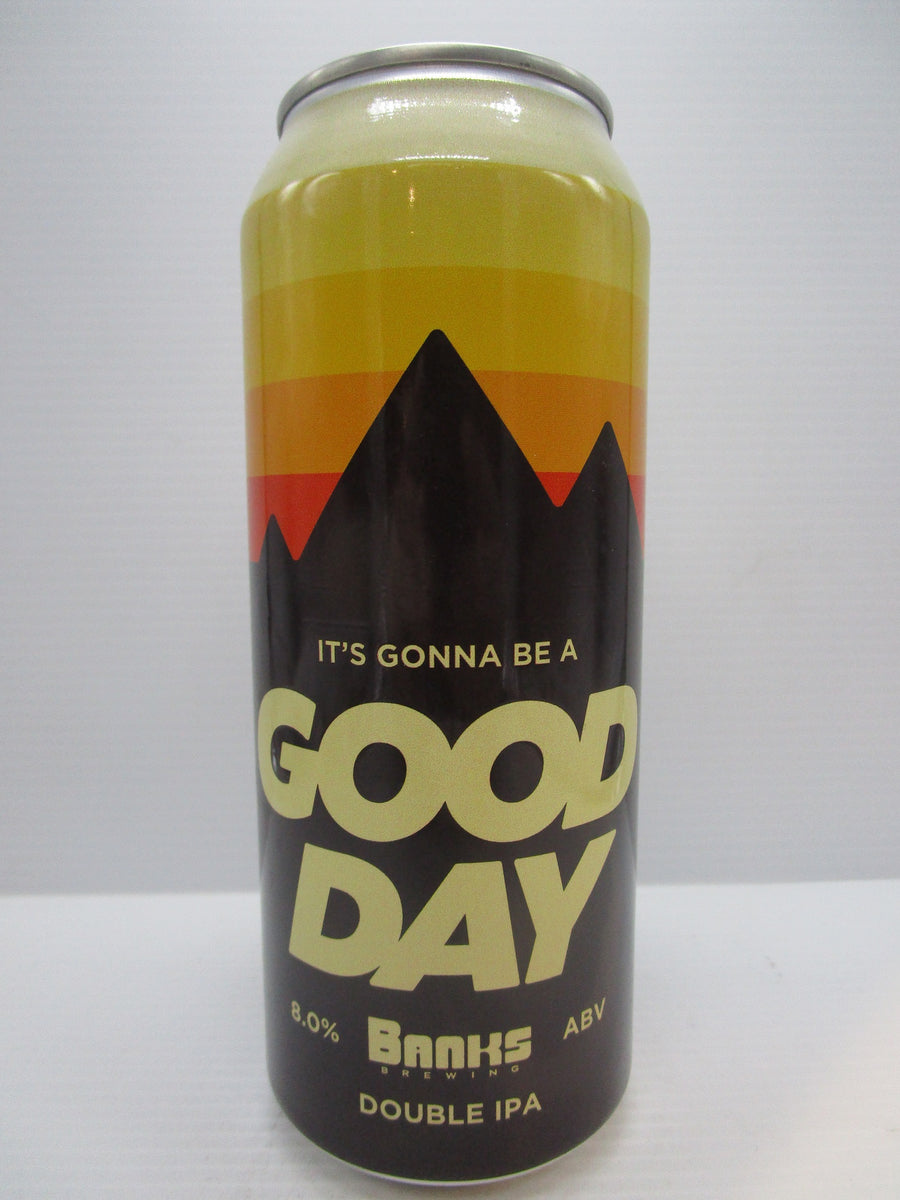 IT'S GONNA BE A
GOOD
DAY
8.0% BANKS ABV
BREWING
DOUBLE IPA